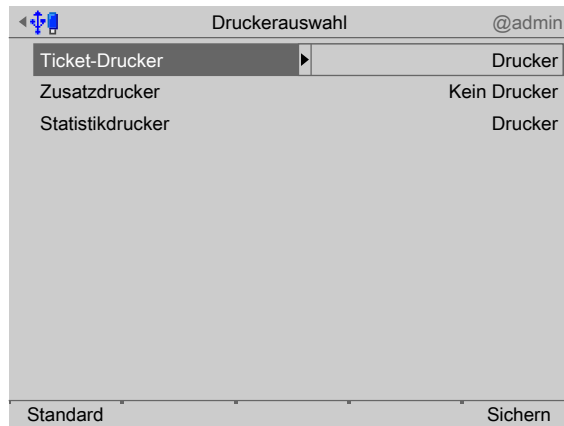 Druckerauswahl @admin
Ticket-Drucker Drucker
Zusatzdrucker Kein Drucker
Statistikdrucker Drucker
Standard Sichern